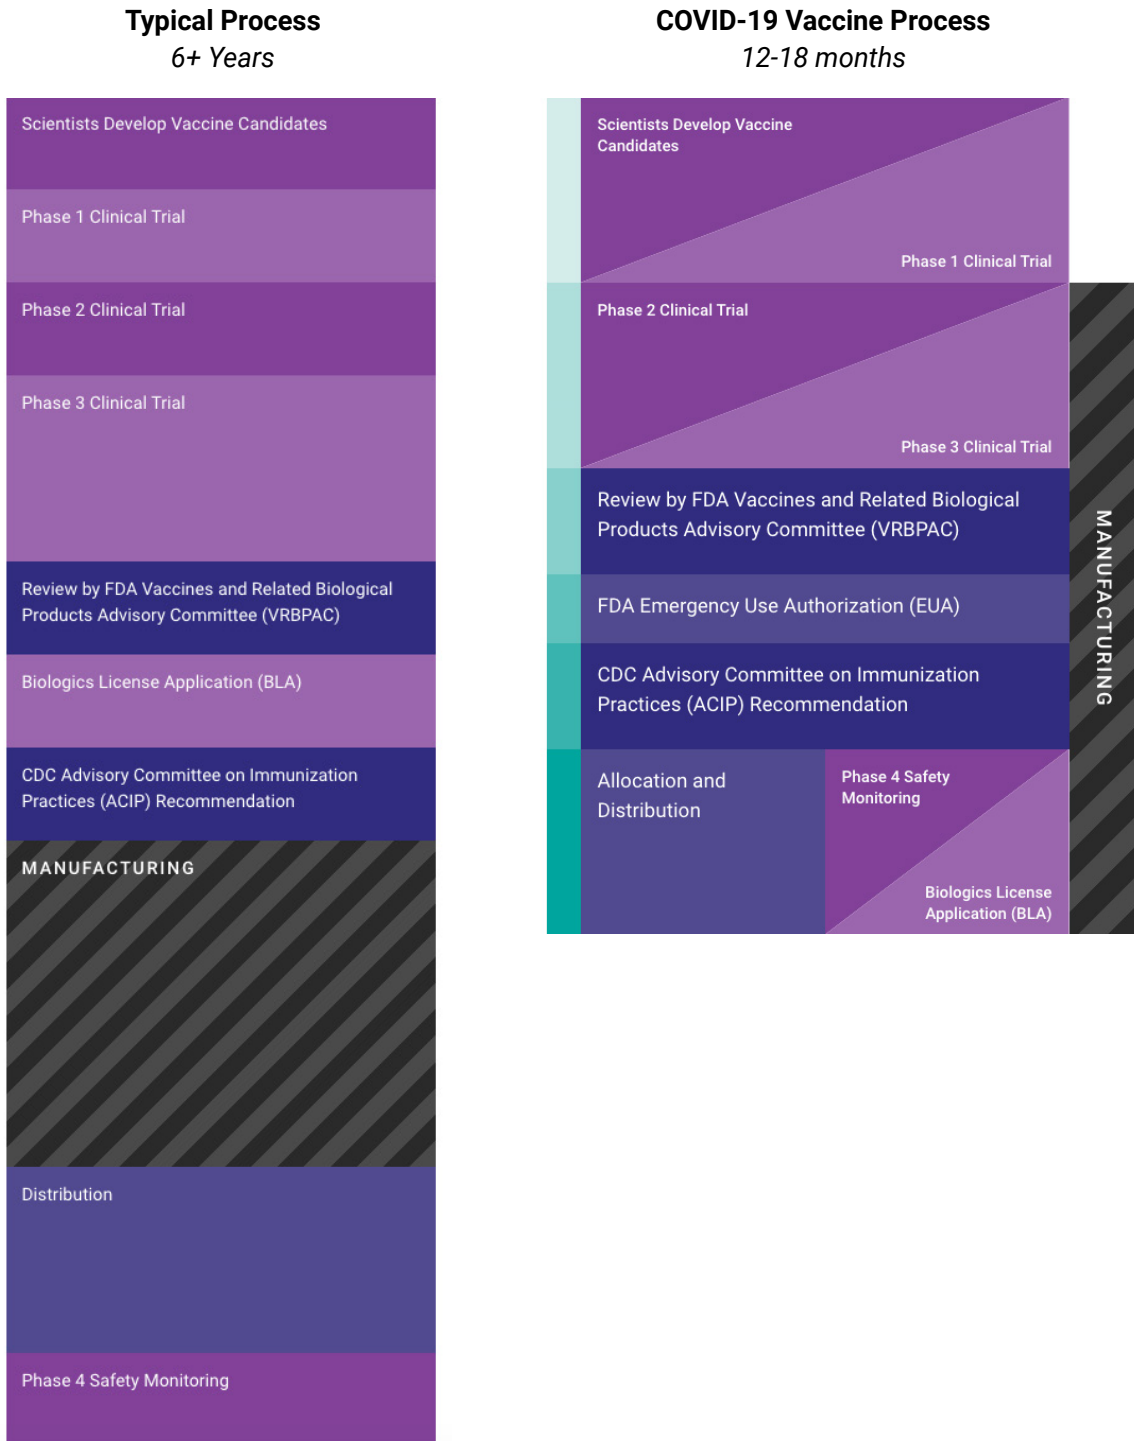 Typical Process
6+ Years
Scientists Develop Vaccine Candidates
Phase 1 Clinical Trial
Phase 2 Clinical Trial
Phase 3 Clinical Trial
Review by FDA Vaccines and Related Biological
Products Advisory Committee (VRBPAC)
Biologics License Application (BLA)
CDC Advisory Committee on Immunization
Practices (ACIP) Recommendation
MANUFACTURING
Distribution
Phase 4 Safety Monitoring
COVID-19 Vaccine Process
12-18 months
Scientists Develop Vaccine
Candidates
Phase 1 Clinical Trial
Phase 2 Clinical Trial
Phase 3 Clinical Trial
Review by FDA Vaccines and Related Biological
Products Advisory Committee (VRBPAC)
FDA Emergency Use Authorization (EUA)
CDC Advisory Committee on Immunization
Practices (ACIP) Recommendation
Allocation and
Distribution
Phase 4 Safety
Monitoring
Biologics License
Application (BLA)
MANUFACTURING